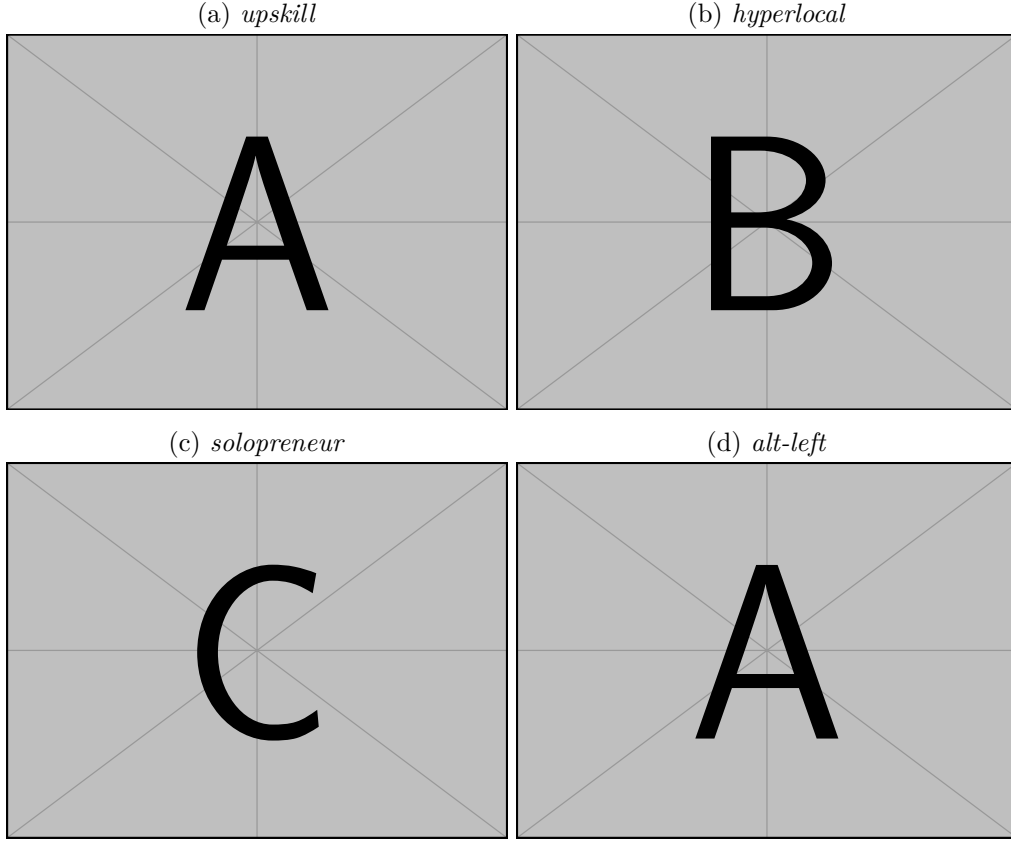 (a) upskill
(b) hyperlocal
A
B
(c) solopreneur
(d) alt-left
C
A